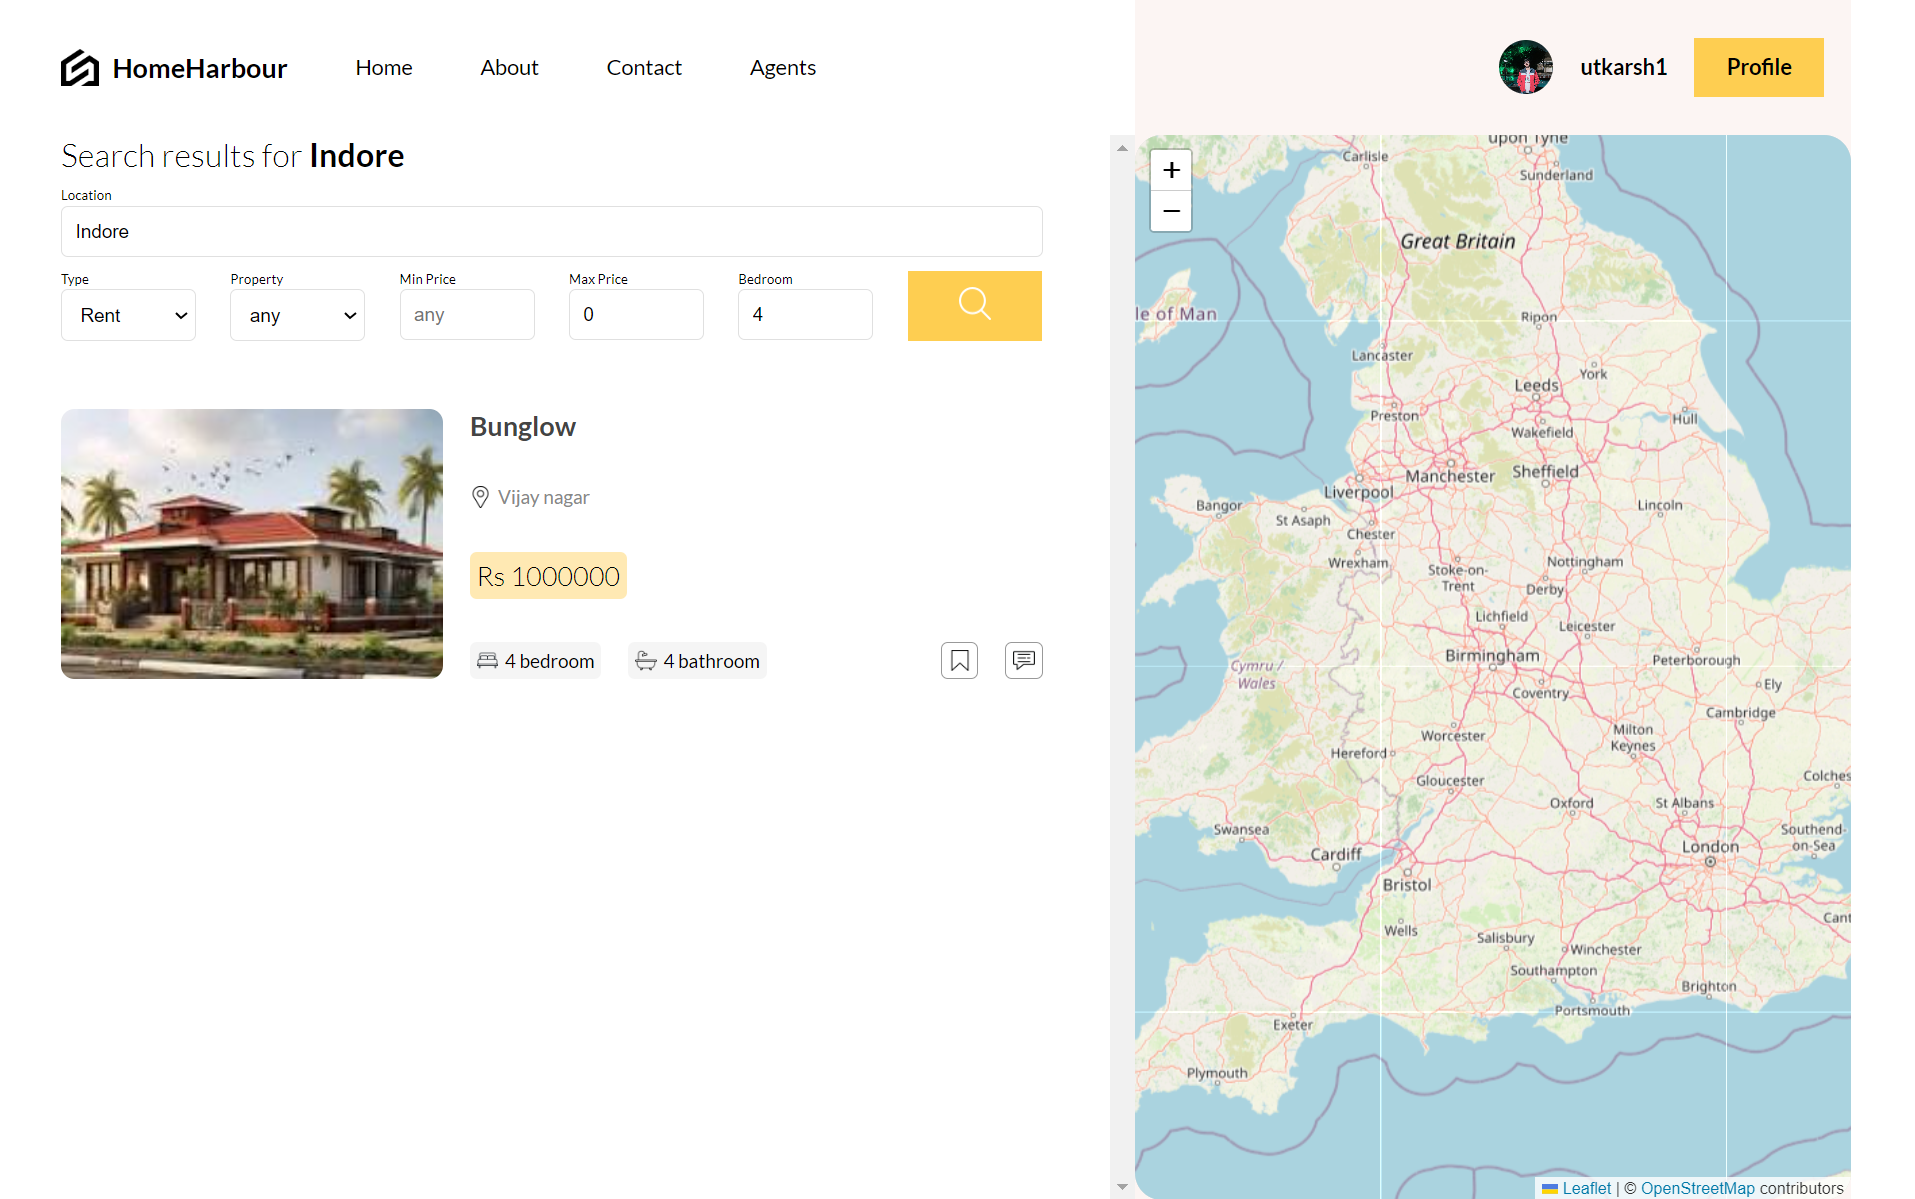 HomeHarbour
Home
About
Contact
Agents
utkarsh1
Profile
Search results for Indore
Location
Indore
Type
Property
Min Price
Max Price
Bedroom
Rent
any
any
0
4
Bunglow
Vijay nagar
Rs 1000000
4 bedroom
4 bathroom
+
−
upon Tyne
Carlisle
Sunderland
Great Britain
le of Man
Ripon
Lancaster
York
Leeds
Preston
Hull
Wakefield
Manchester
Sheffield
Liverpool
Bangor
Lincoln
St Asaph
Chester
Wrexham
Nottingham
Stoke-on-
Trent
Derby
Lichfield
Leicester
Birmingham
Peterborough
Cymru /
Wales
Ely
Coventry
Cambridge
Worcester
Milton
Keynes
Hereford
Gloucester
Colches
Oxford
St Albans
Swansea
Southend-
on-Sea
Cardiff
London
Bristol
Cant
Wells
Salisbury
Winchester
Southampton
Brighton
Portsmouth
Exeter
Plymouth
Leaflet | © OpenStreetMap contributors